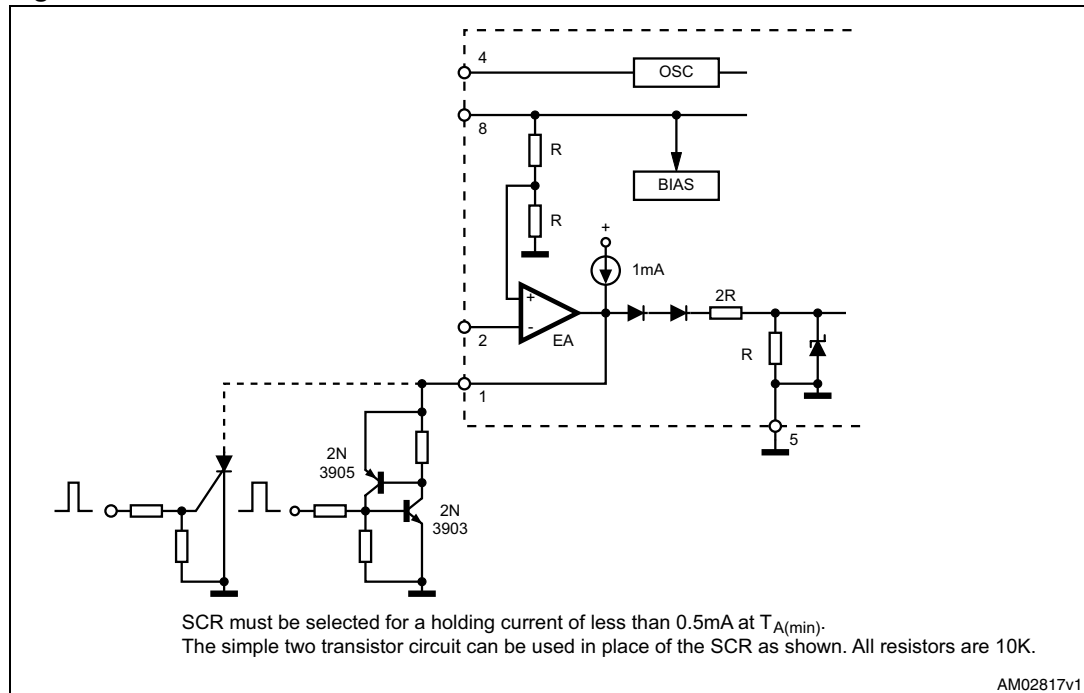 4
OSC
8
R
BIAS
R
+
1mA
2R
+
-
EA
R
2
1
5
2N
3905
2N
3903
SCR must be selected for a holding current of less than 0.5mA at TA(min).
The simple two transistor circuit can be used in place of the SCR as shown. All resistors are 10K.
AM02817v1